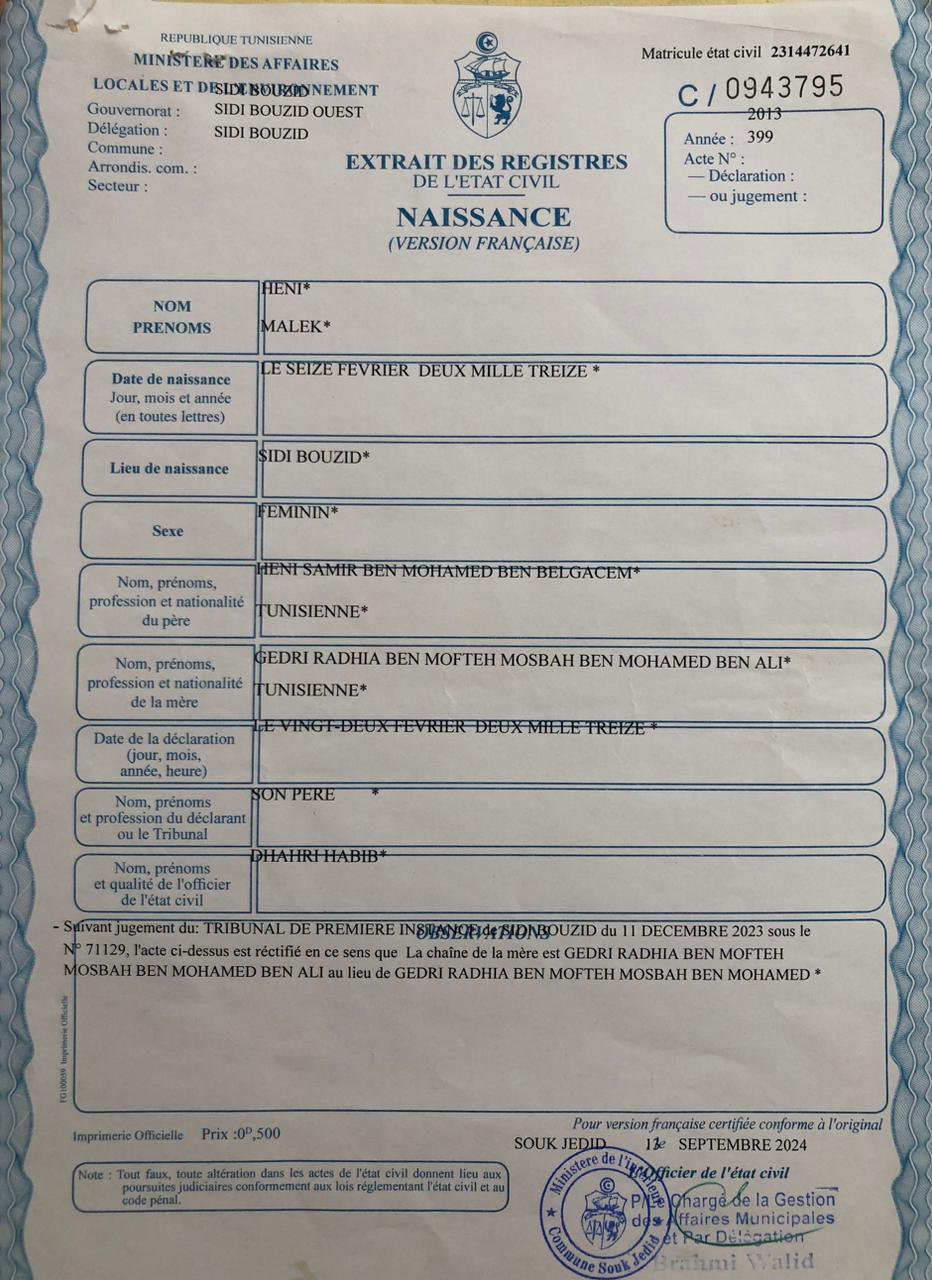 REPUBLIQUE TUNISIENNE
MINISTERE DES AFFAIRES
LOCALES ET DE L'ENVIRONNEMENT
SIDI BOUZID
Gouvernorat : SIDI BOUZID OUEST
Délégation : SIDI BOUZID
Commune :
Arrondis. com. :
Secteur :
Matricule état civil 2314472641
C / 0943795
2013
Année : 399
Acte N° :
— Déclaration :
— ou jugement :
EXTRAIT DES REGISTRES
DE L'ETAT CIVIL
NAISSANCE
(VERSION FRANÇAISE)
NOM
PRENOMS
HENI*
MALEK*
Date de naissance
Jour, mois et année
(en toutes lettres)
LE SEIZE FEVRIER DEUX MILLE TREIZE *
Lieu de naissance
SIDI BOUZID*
Sexe
FEMININ*
Nom, prénoms,
profession et nationalité
du père
HENI SAMIR BEN MOHAMED BEN BELGACEM*
TUNISIENNE*
Nom, prénoms,
profession et nationalité
de la mère
GEDRI RADHIA BEN MOFTEH MOSBAH BEN MOHAMED BEN ALI*
TUNISIENNE*
Date de la déclaration
(jour, mois,
année, heure)
LE VINGT-DEUX FEVRIER DEUX MILLE TREIZE *
Nom, prénoms
et profession du déclarant
ou le Tribunal
SON PERE *
Nom, prénoms
et qualité de l'officier
de l'état civil
DHAHRI HABIB*
OBSERVATIONS
- Suivant jugement du: TRIBUNAL DE PREMIERE INSTANCE de SIDI BOUZID du 11 DECEMBRE 2023 sous le
N° 71129, l'acte ci-dessus est réctifié en ce sens que La chaîne de la mère est GEDRI RADHIA BEN MOFTEH
MOSBAH BEN MOHAMED BEN ALI au lieu de GEDRI RADHIA BEN MOFTEH MOSBAH BEN MOHAMED *
FG100059 Imprimerie Officielle
Imprimerie Officielle Prix :0ᴰ,500
Pour version française certifiée conforme à l'original
SOUK JEDID le SEPTEMBRE 2024
L'Officier de l'état civil
Note : Tout faux, toute altération dans les actes de l'état civil donnent lieu aux
poursuites judiciaires conformement aux lois réglementant l'état civil et au
code pénal.
Ministere de l'interieur
Commune Souk Jedid
P/Le Chargé de la Gestion
des Affaires Municipales
et Par Délégation
Brahmi Walid